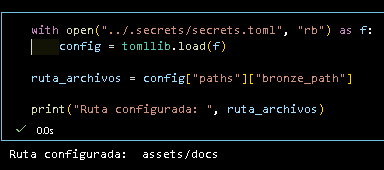 with open("../.secrets/secrets.toml", "rb") as f:
    config = tomllib.load(f)
ruta_archivos = config["paths"]["bronze_path"]
print("Ruta configurada: ", ruta_archivos)
0.0s
Ruta configurada:  assets/docs